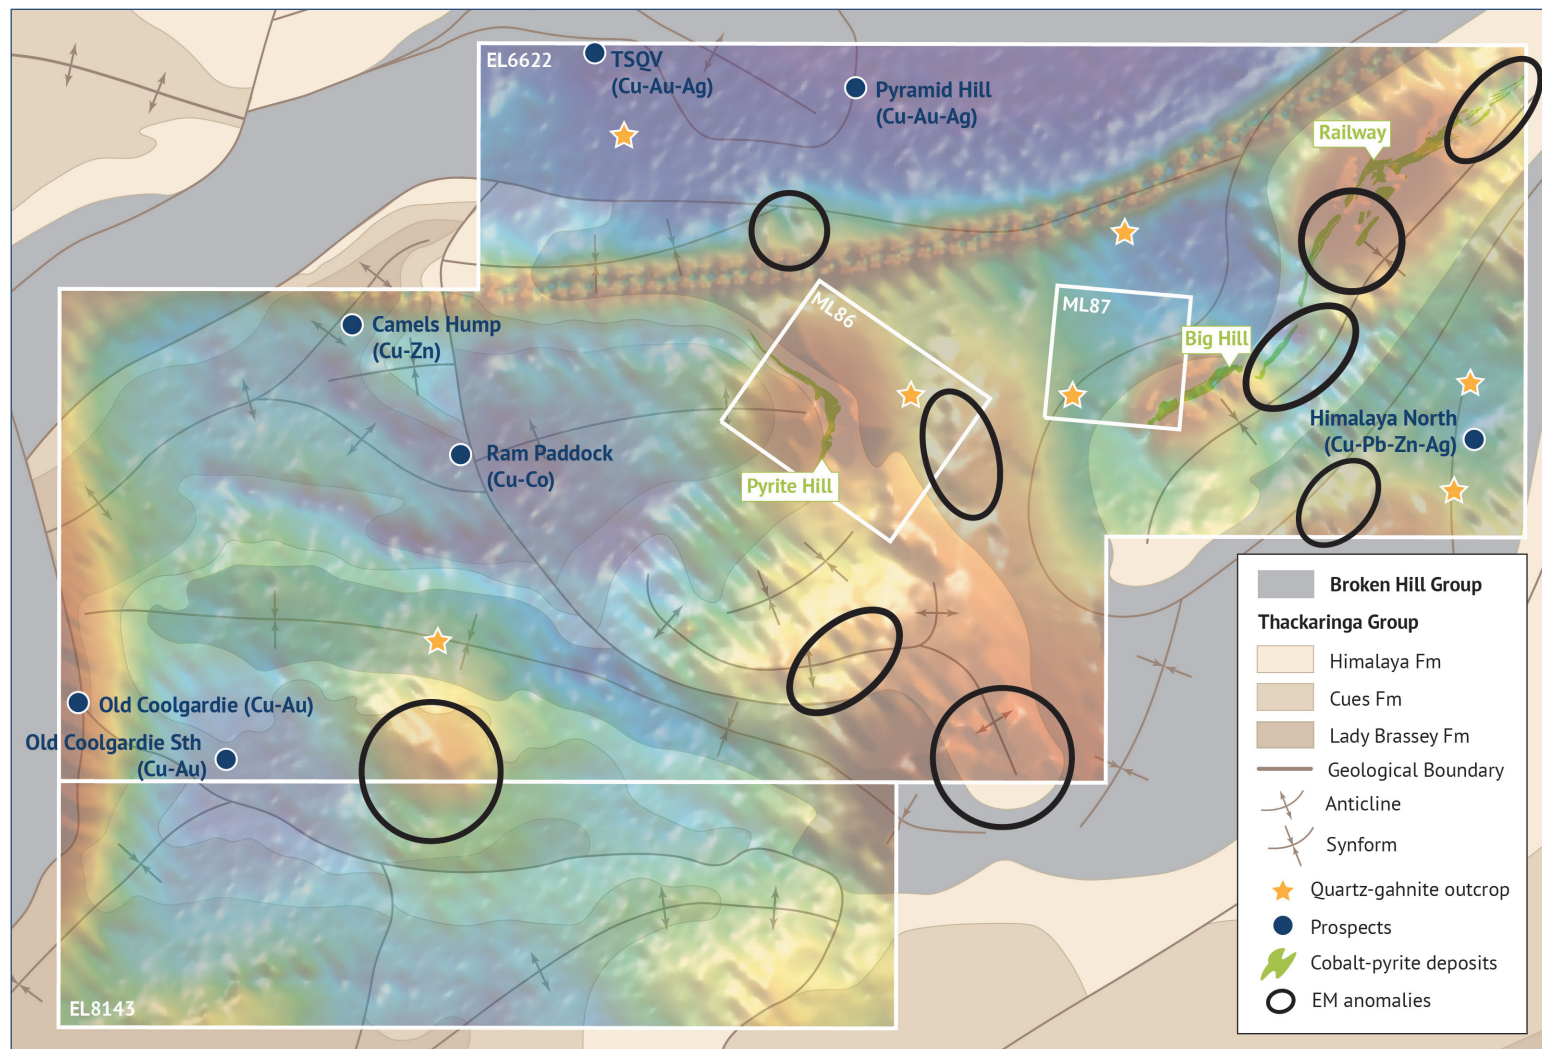 EL6622
TSQV
(Cu-Au-Ag)
Pyramid Hill
(Cu-Au-Ag)
Railway
ML86
ML87
Camels Hump
(Cu-Zn)
Big Hill
Himalaya North
(Cu-Pb-Zn-Ag)
Ram Paddock
(Cu-Co)
Pyrite Hill
Old Coolgardie (Cu-Au)
Old Coolgardie Sth
(Cu-Au)
EL8143
Broken Hill Group
Thackaringa Group
Himalaya Fm
Cues Fm
Lady Brassey Fm
Geological Boundary
Anticline
Synform
Quartz-gahnite outcrop
Prospects
Cobalt-pyrite deposits
EM anomalies